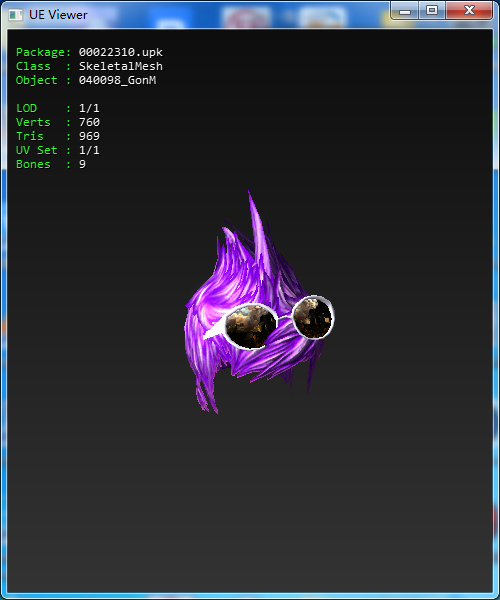 UE Viewer
Package: 00022310.upk
Class : SkeletalMesh
Object : 040098_GonM
LOD : 1/1
Verts : 760
Tris : 969
UV Set : 1/1
Bones : 9